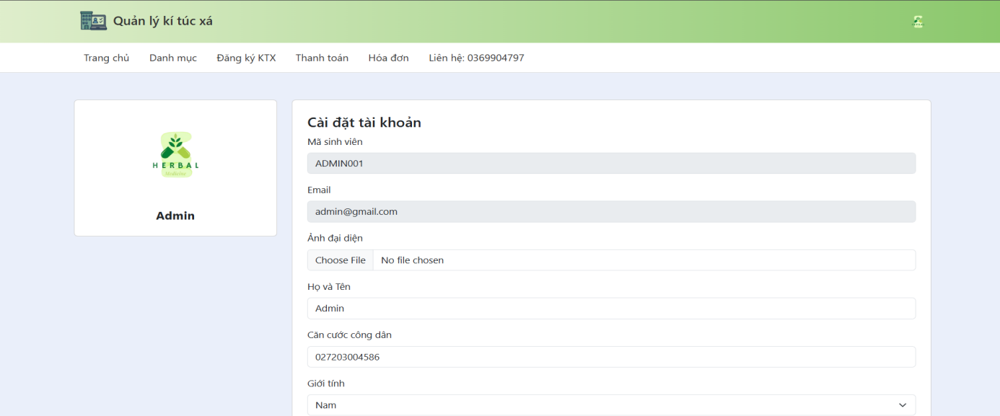 Quản lý kí túc xá
Trang chủ Danh mục Đăng ký KTX Thanh toán Hóa đơn Liên hệ: 0369904797
HERBAL
Medicine
Admin
Cài đặt tài khoản
Mã sinh viên
ADMIN001
Email
admin@gmail.com
Ảnh đại diện
Choose File No file chosen
Họ và Tên
Admin
Căn cước công dân
027203004586
Giới tính
Nam